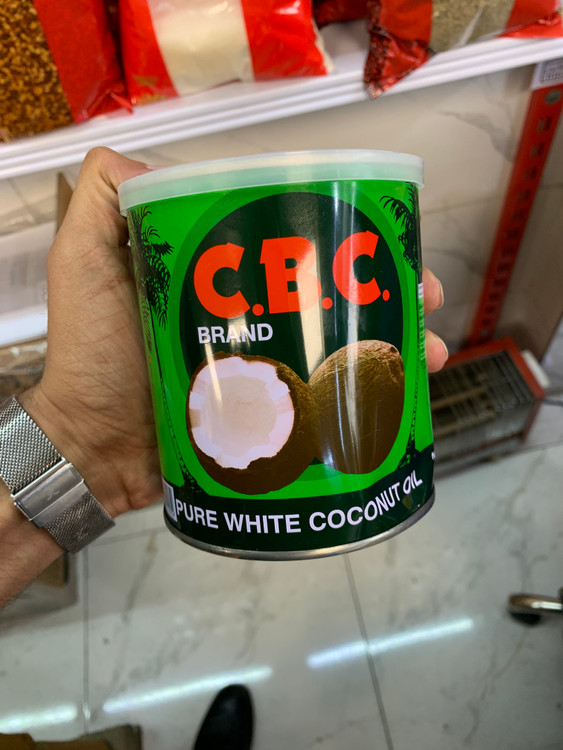 C.B.C.
BRAND
PURE WHITE COCONUT OIL